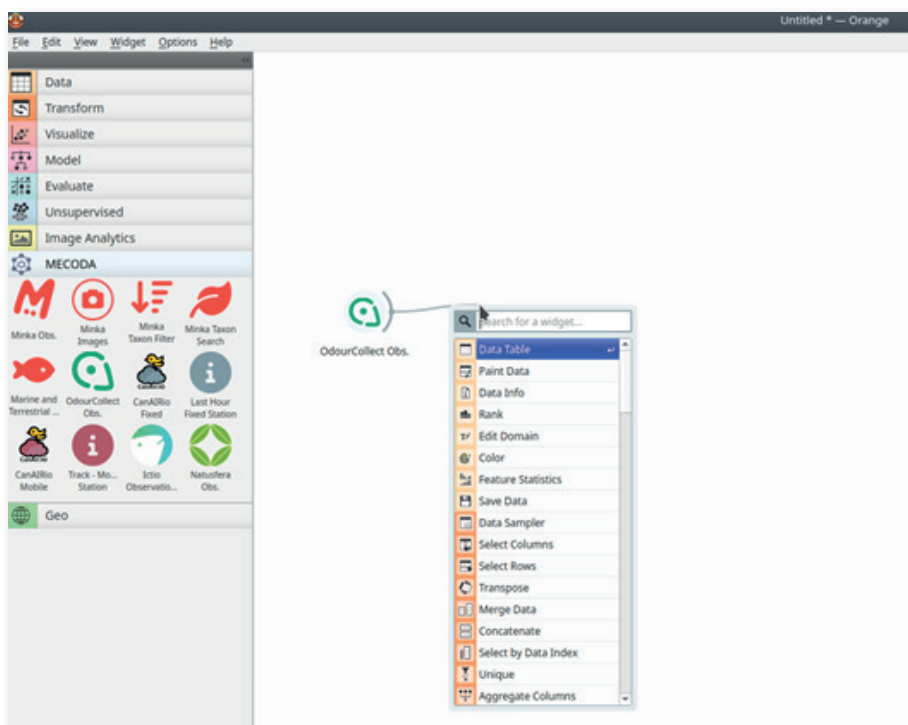 Untitled * — Orange
File Edit View Widget Options Help
Data
Transform
Visualize
Model
Evaluate
Unsupervised
Image Analytics
MECODA
Minka Obs.
Minka Images
Minka Taxon Filter
Minka Taxon Search
Marine and Terrestrial ...
OdourCollect Obs.
CanAIRio Fixed
Last Hour Fixed Station
CanAIRio Mobile
Track - Mo... Station
Ictio Observatio...
Natusfera Obs.
Geo
OdourCollect Obs.
Search for a widget...
Data Table
Paint Data
Data Info
Rank
Edit Domain
Color
Feature Statistics
Save Data
Data Sampler
Select Columns
Select Rows
Transpose
Merge Data
Concatenate
Select by Data Index
Unique
Aggregate Columns